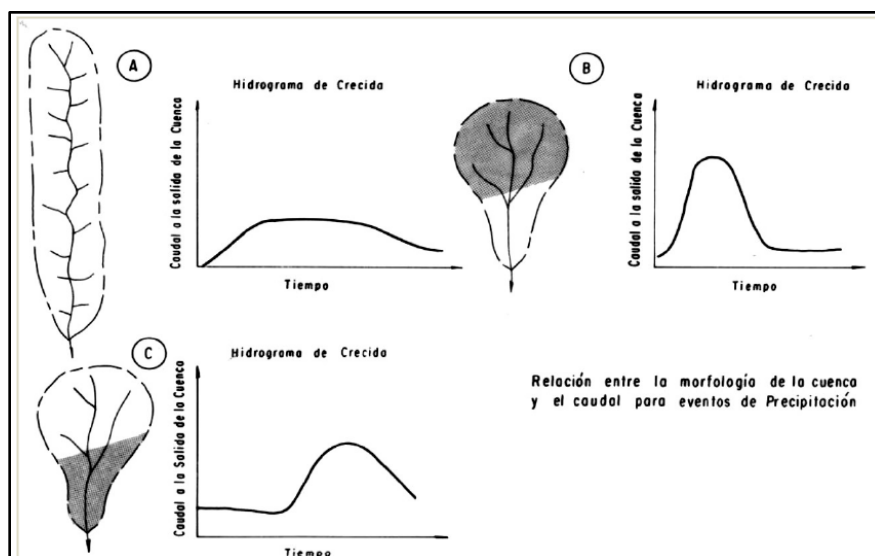 A
Hidrograma de Crecida
Caudal a la salida de la Cuenca
Tiempo
B
Hidrograma de Crecida
Caudal a la salida de la Cuenca
Tiempo
C
Hidrograma de Crecida
Caudal a la Salida de la Cuenca
Tiempo
Relación entre la morfología de la cuenca
y el caudal para eventos de Precipitación